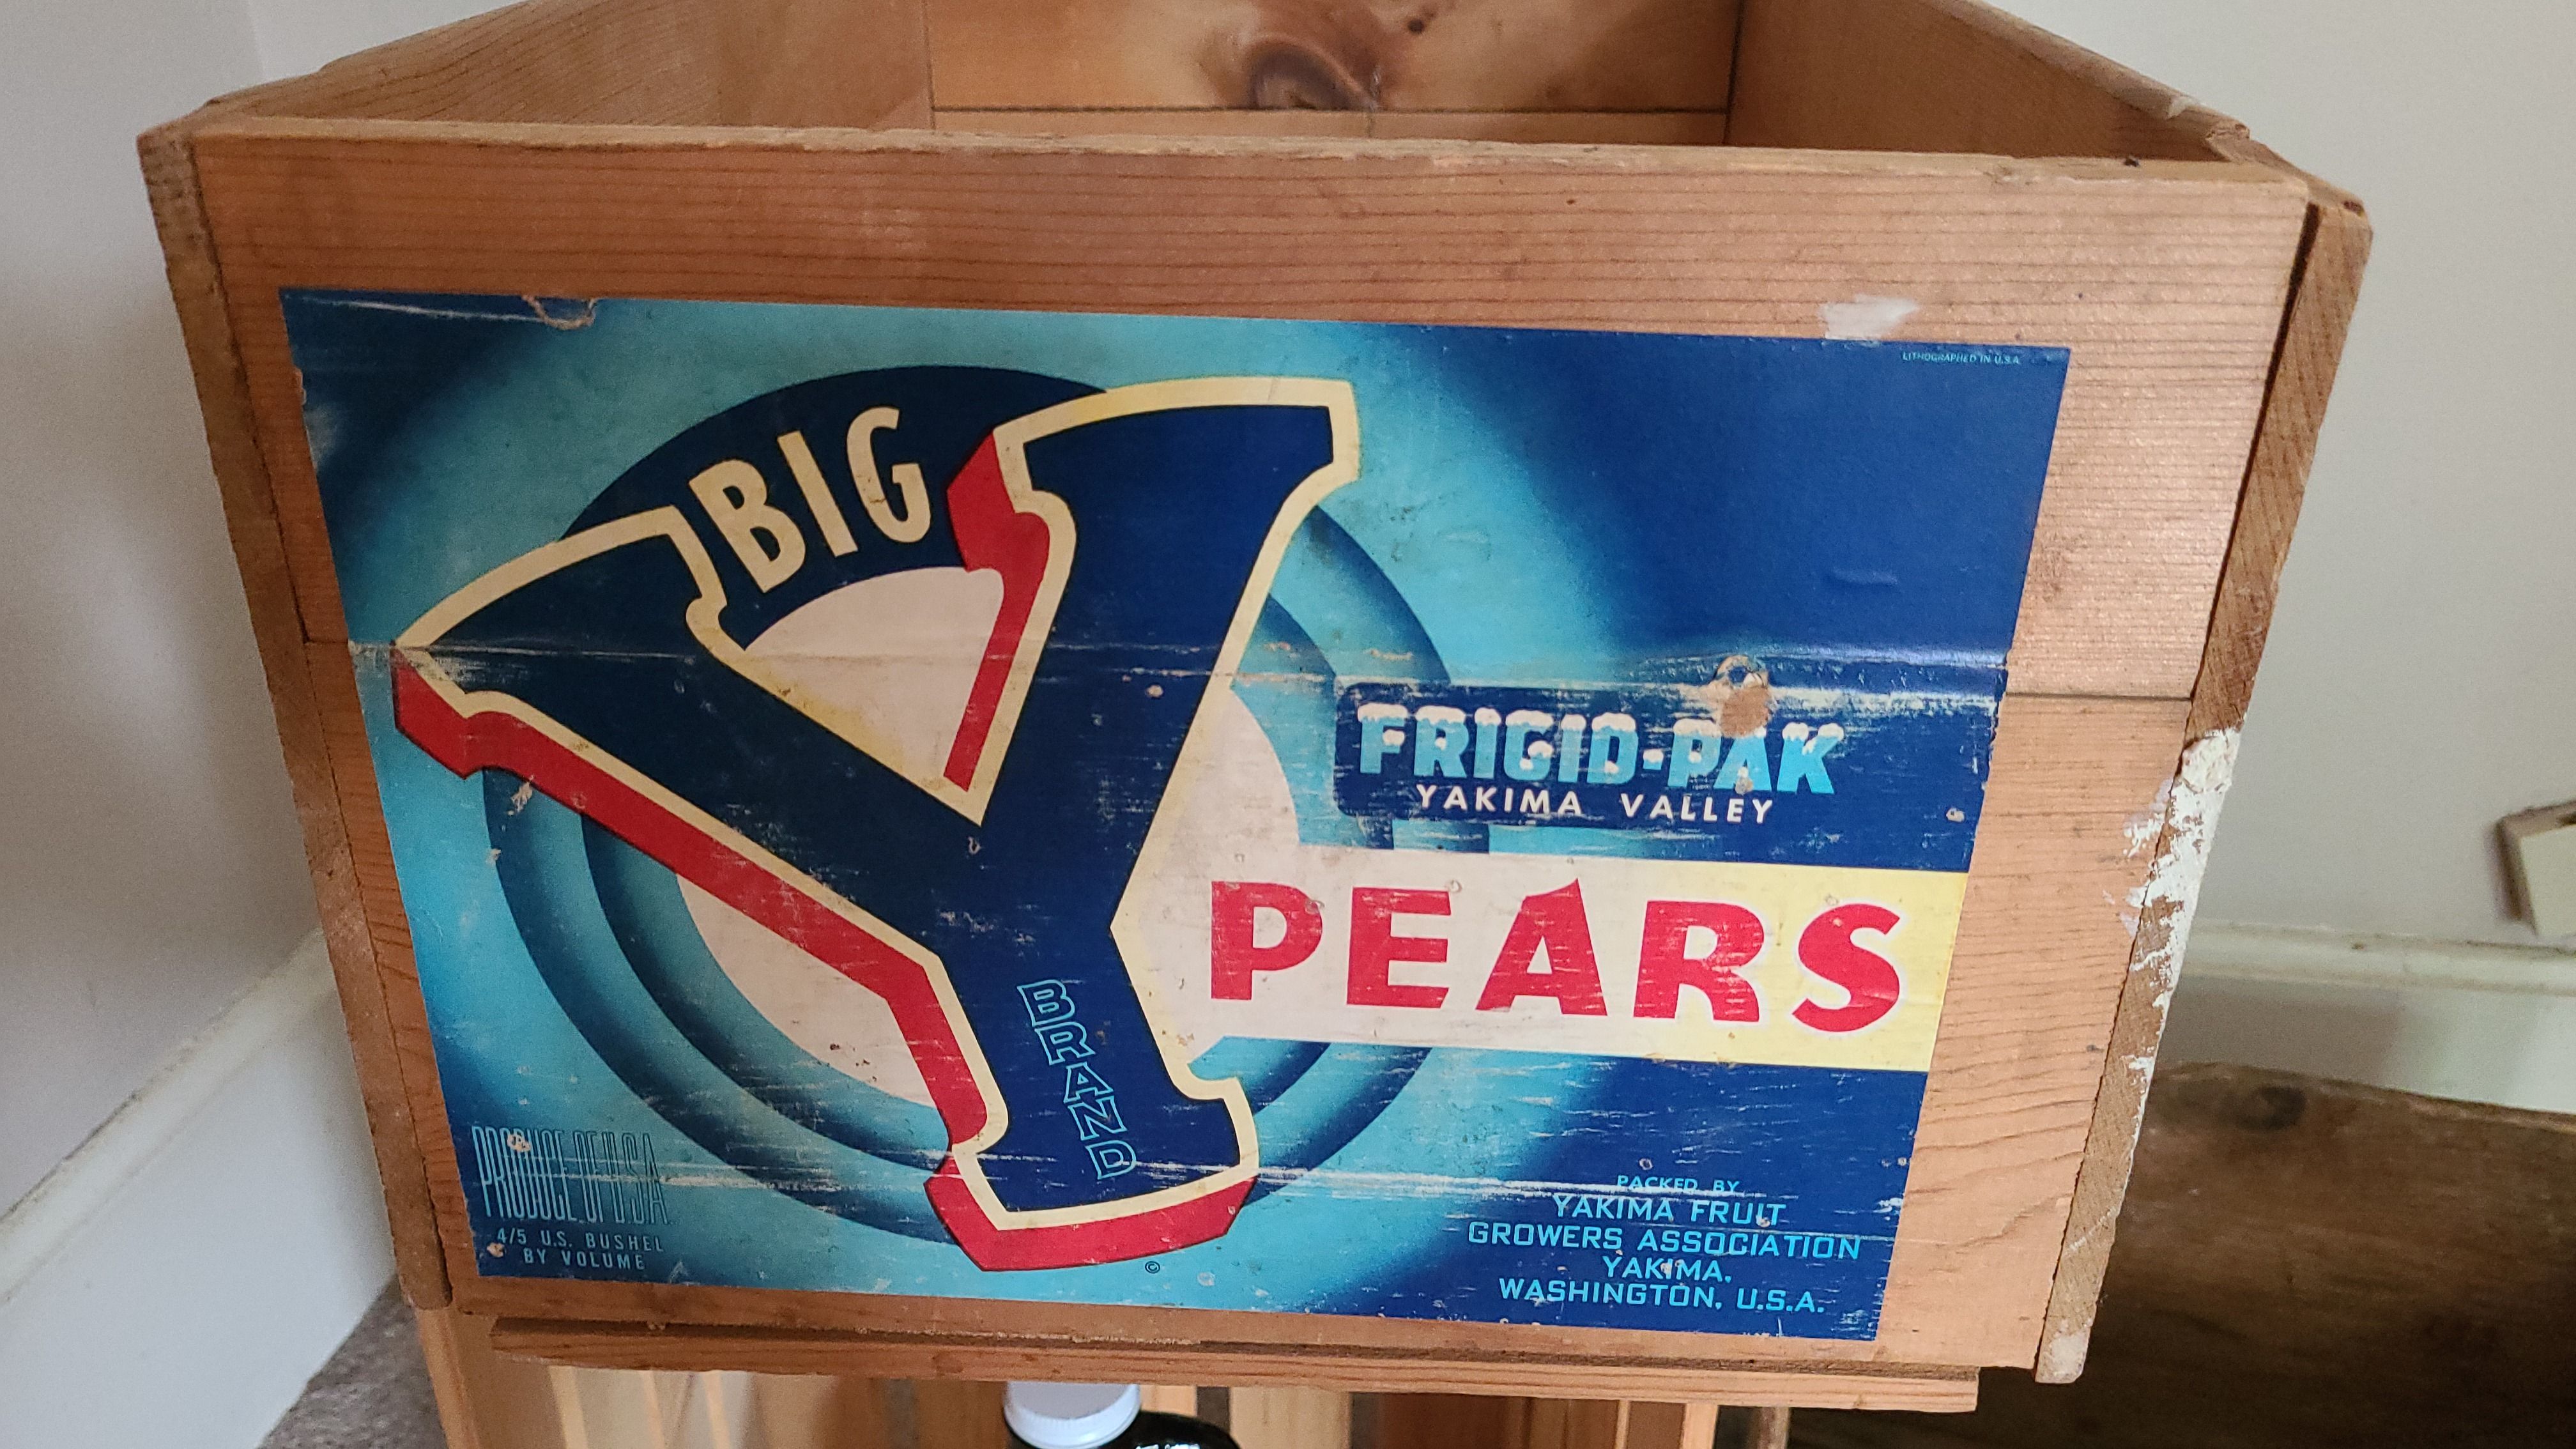 LITHOGRAPHED IN U.S.A.
BIG
Y
BRAND
FRIGID-PAK
YAKIMA VALLEY
PEARS
PRODUCE OF U.S.A.
4/5 U.S. BUSHEL
BY VOLUME
©
PACKED BY
YAKIMA FRUIT
GROWERS ASSOCIATION
YAKIMA,
WASHINGTON, U.S.A.